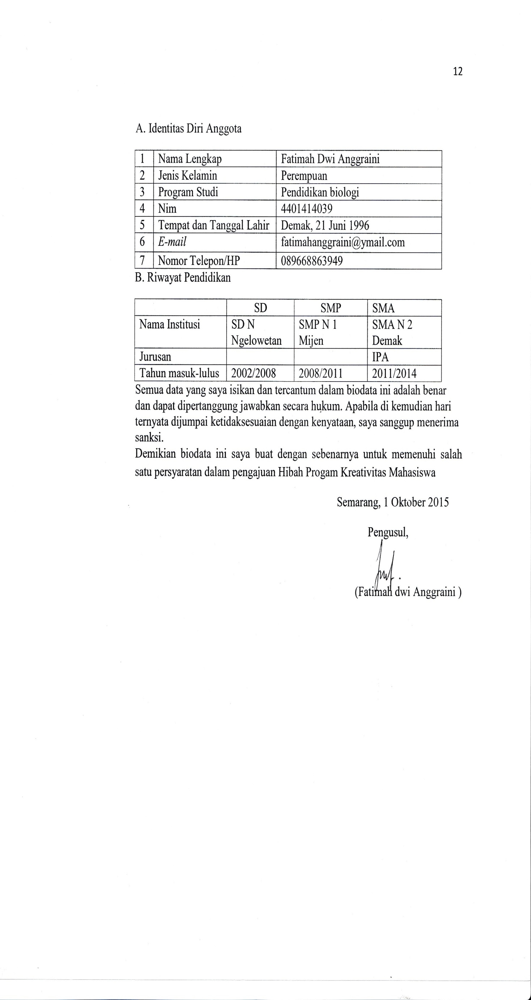 12
A. Identitas Diri Anggota
1 Nama Lengkap Fatimah Dwi Anggraini
2 Jenis Kelamin Perempuan
3 Program Studi Pendidikan biologi
4 Nim 4401414039
5 Tempat dan Tanggal Lahir Demak, 21 Juni 1996
6 E-mail fatimahanggraini@ymail.com
7 Nomor Telepon/HP 089668863949
B. Riwayat Pendidikan
SD SMP SMA
Nama Institusi SD N SMP N 1 SMA N 2
Ngelowetan Mijen Demak
Jurusan IPA
Tahun masuk-lulus 2002/2008 2008/2011 2011/2014
Semua data yang saya isikan dan tercantum dalam biodata ini adalah benar
dan dapat dipertanggung jawabkan secara hukum. Apabila di kemudian hari
ternyata dijumpai ketidaksesuaian dengan kenyataan, saya sanggup menerima
sanksi.
Demikian biodata ini saya buat dengan sebenarnya untuk memenuhi salah
satu persyaratan dalam pengajuan Hibah Progam Kreativitas Mahasiswa
Semarang, 1 Oktober 2015
Pengusul,
(Fatimah dwi Anggraini )